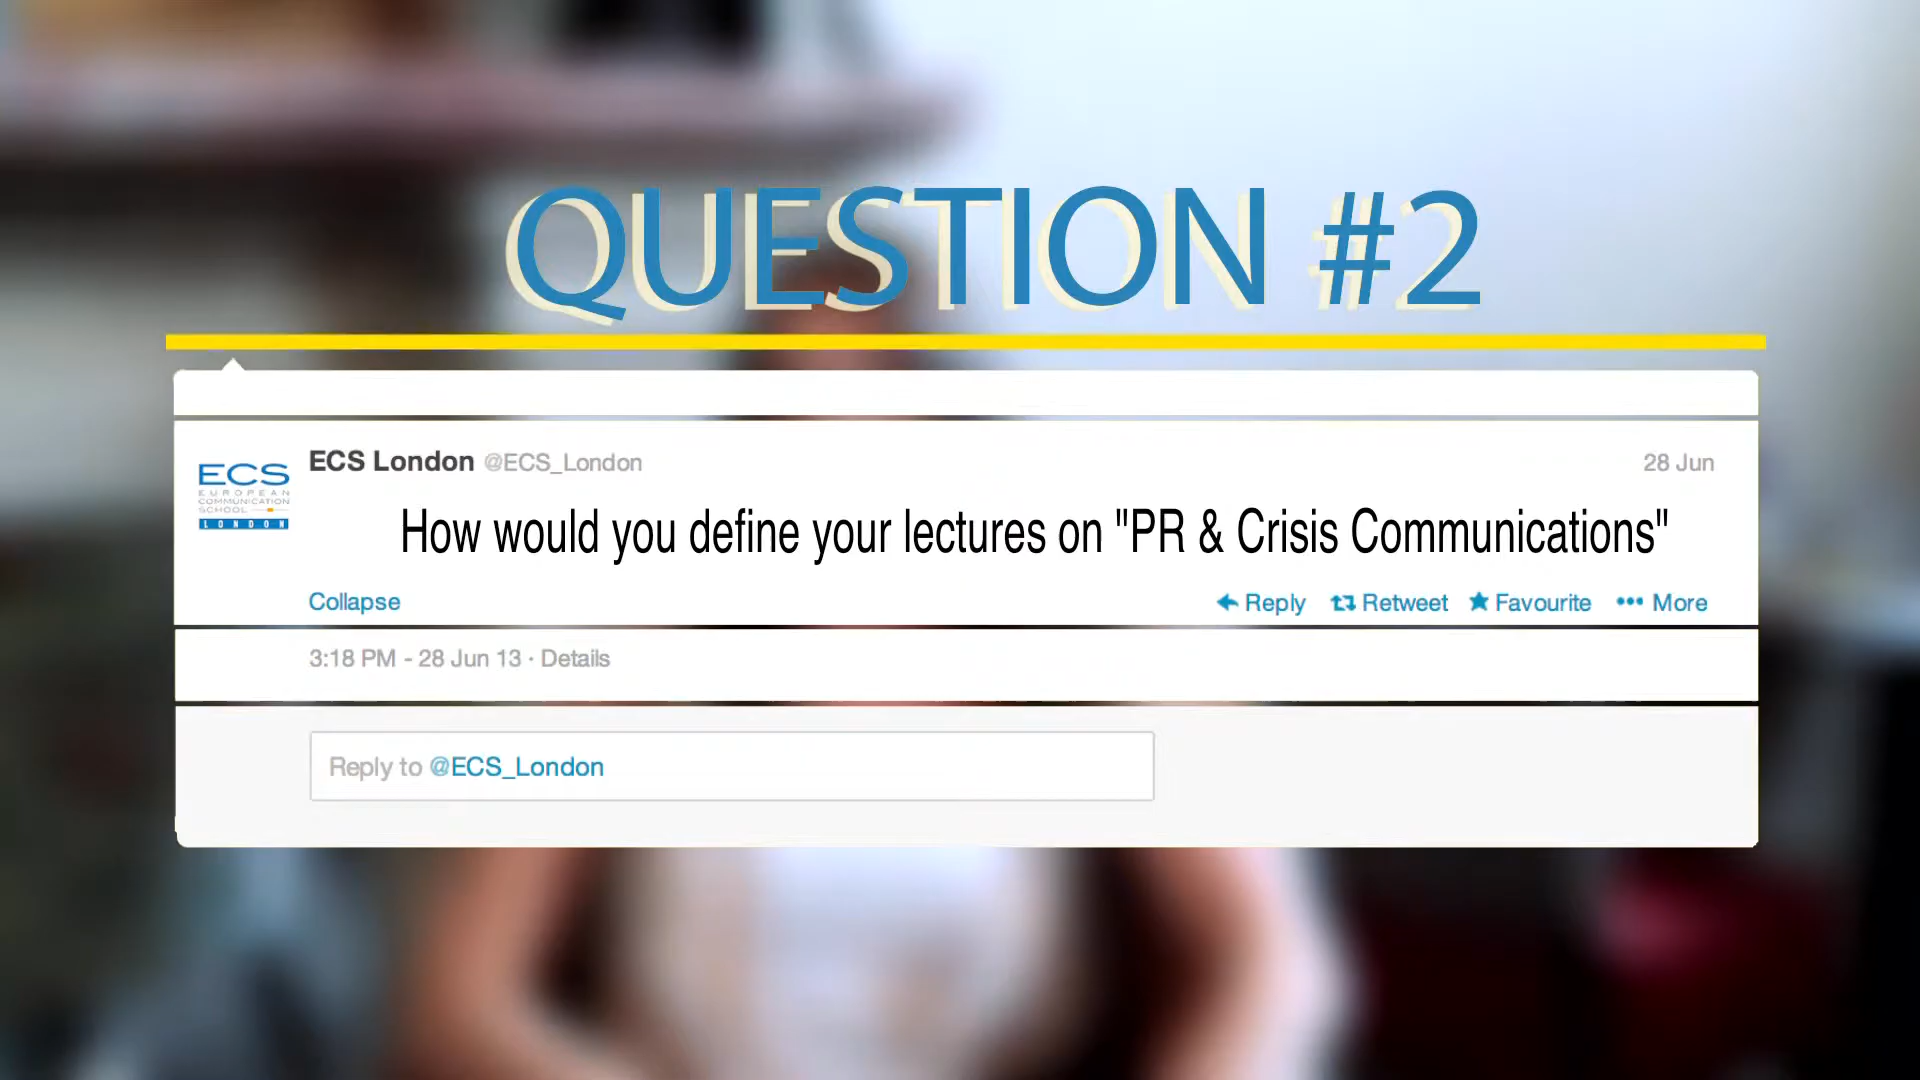 QUESTION #2
ECS London @ECS_London 28 Jun
ECS
EUROPEAN
COMMUNICATION
SCHOOL
LONDON
How would you define your lectures on "PR & Crisis Communications"
Collapse Reply Retweet Favourite More
3:18 PM - 28 Jun 13 · Details
Reply to @ECS_London